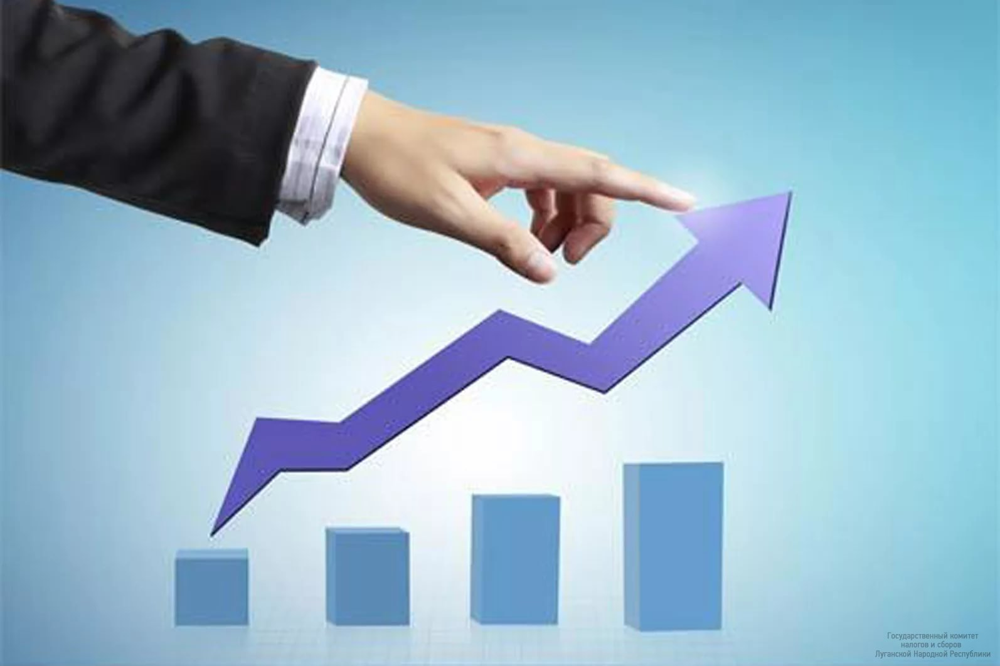 Государственный комитет
налогов и сборов
Луганской Народной Республики